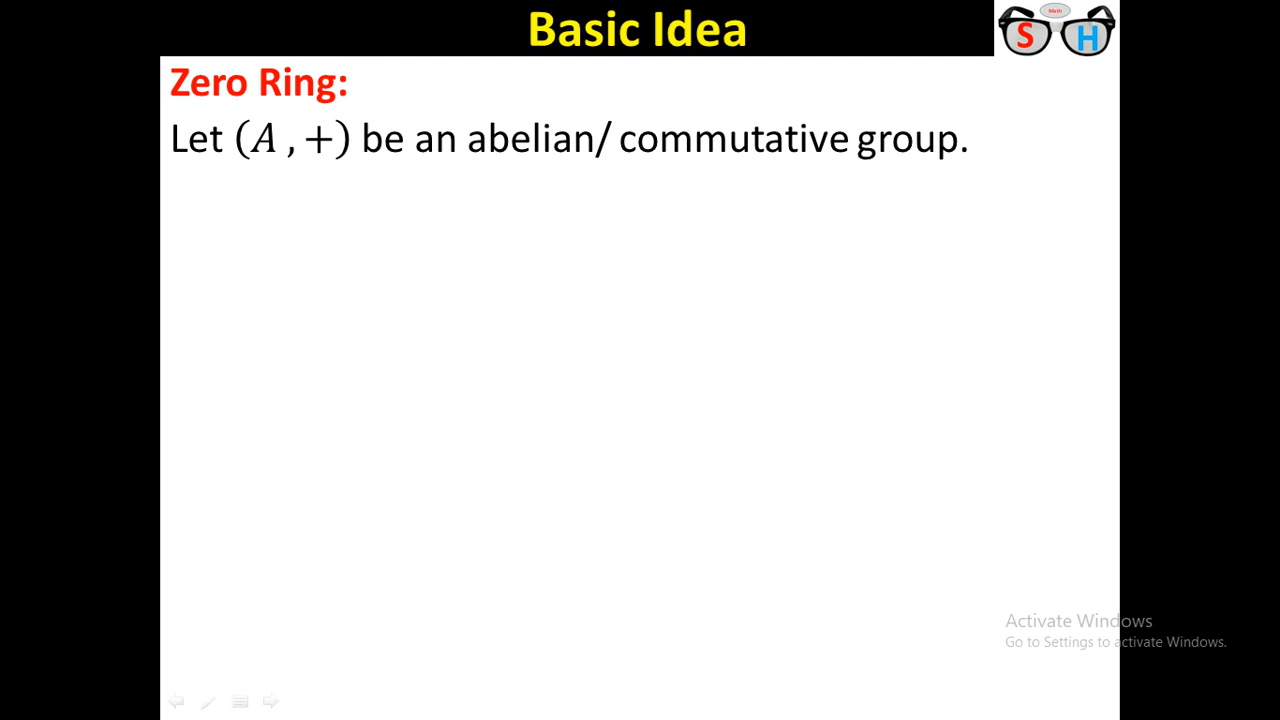 Basic Idea
Math
S H
Zero Ring:
Let (𝐴 , +) be an abelian/ commutative group.
Activate Windows
Go to Settings to activate Windows.